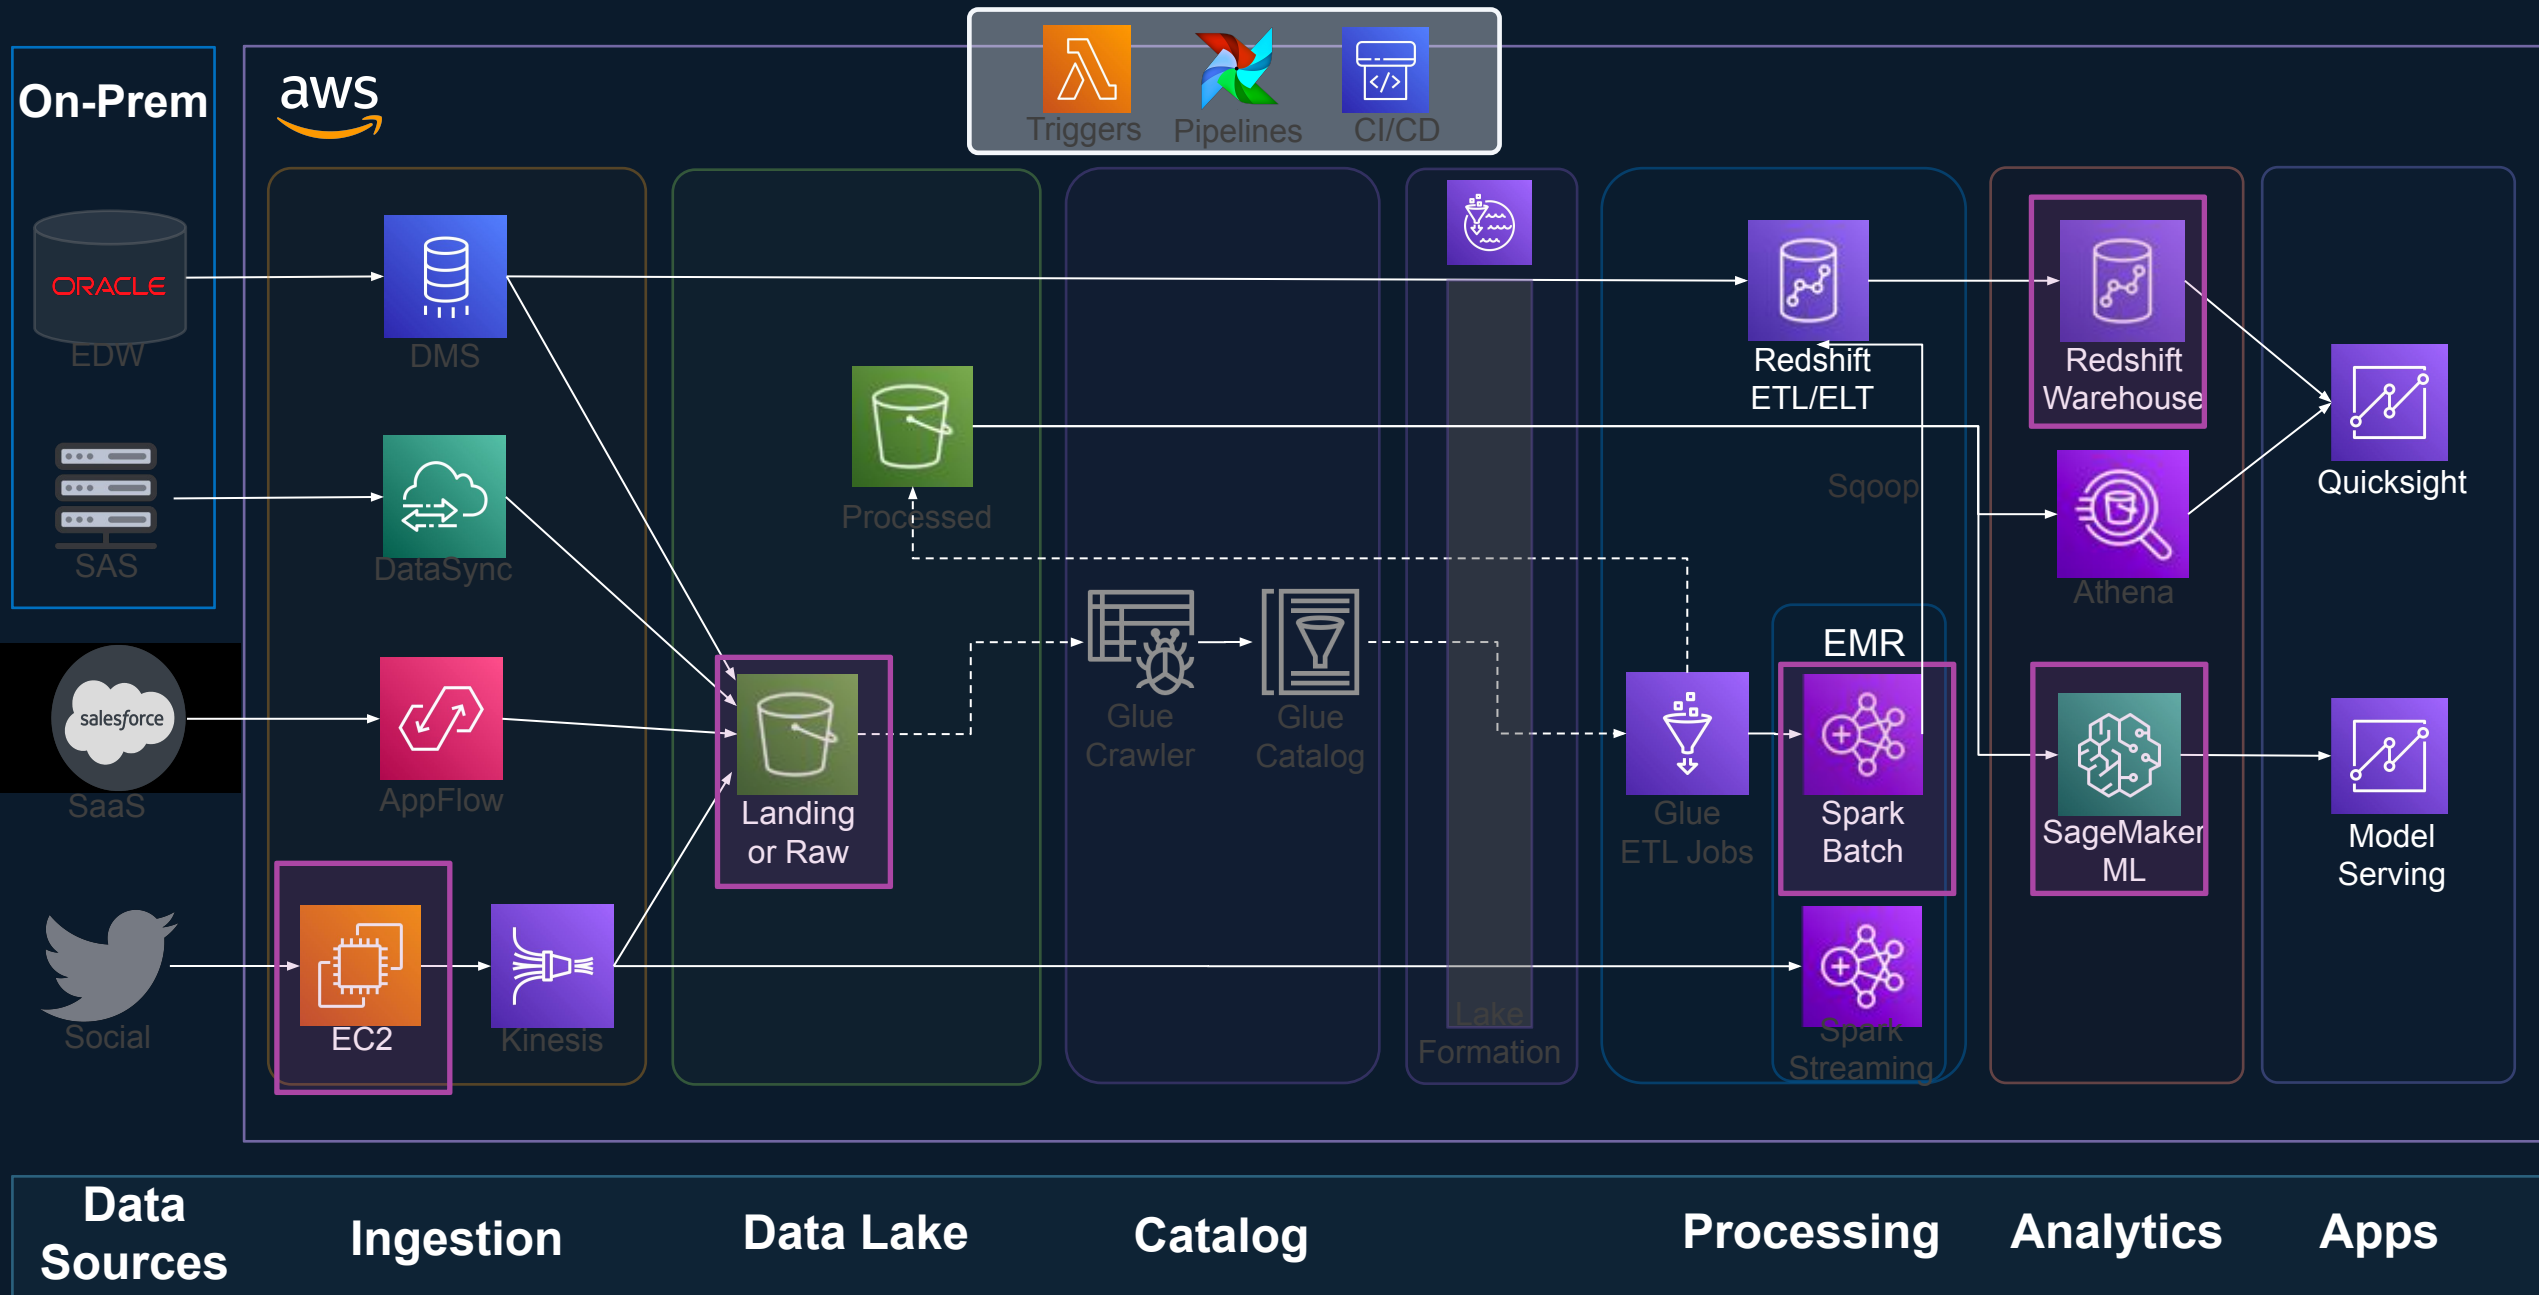 Triggers
Pipelines
CI/CD
On-Prem
aws
ORACLE
EDW
SAS
salesforce
SaaS
Social
DMS
DataSync
AppFlow
EC2
Kinesis
Processed
Landing
or Raw
Glue
Crawler
Glue
Catalog
Lake
Formation
Redshift
ETL/ELT
Sqoop
EMR
Glue
ETL Jobs
Spark
Batch
Spark
Streaming
Redshift
Warehouse
Athena
SageMaker
ML
Quicksight
Model
Serving
Data
Sources
Ingestion
Data Lake
Catalog
Processing
Analytics
Apps